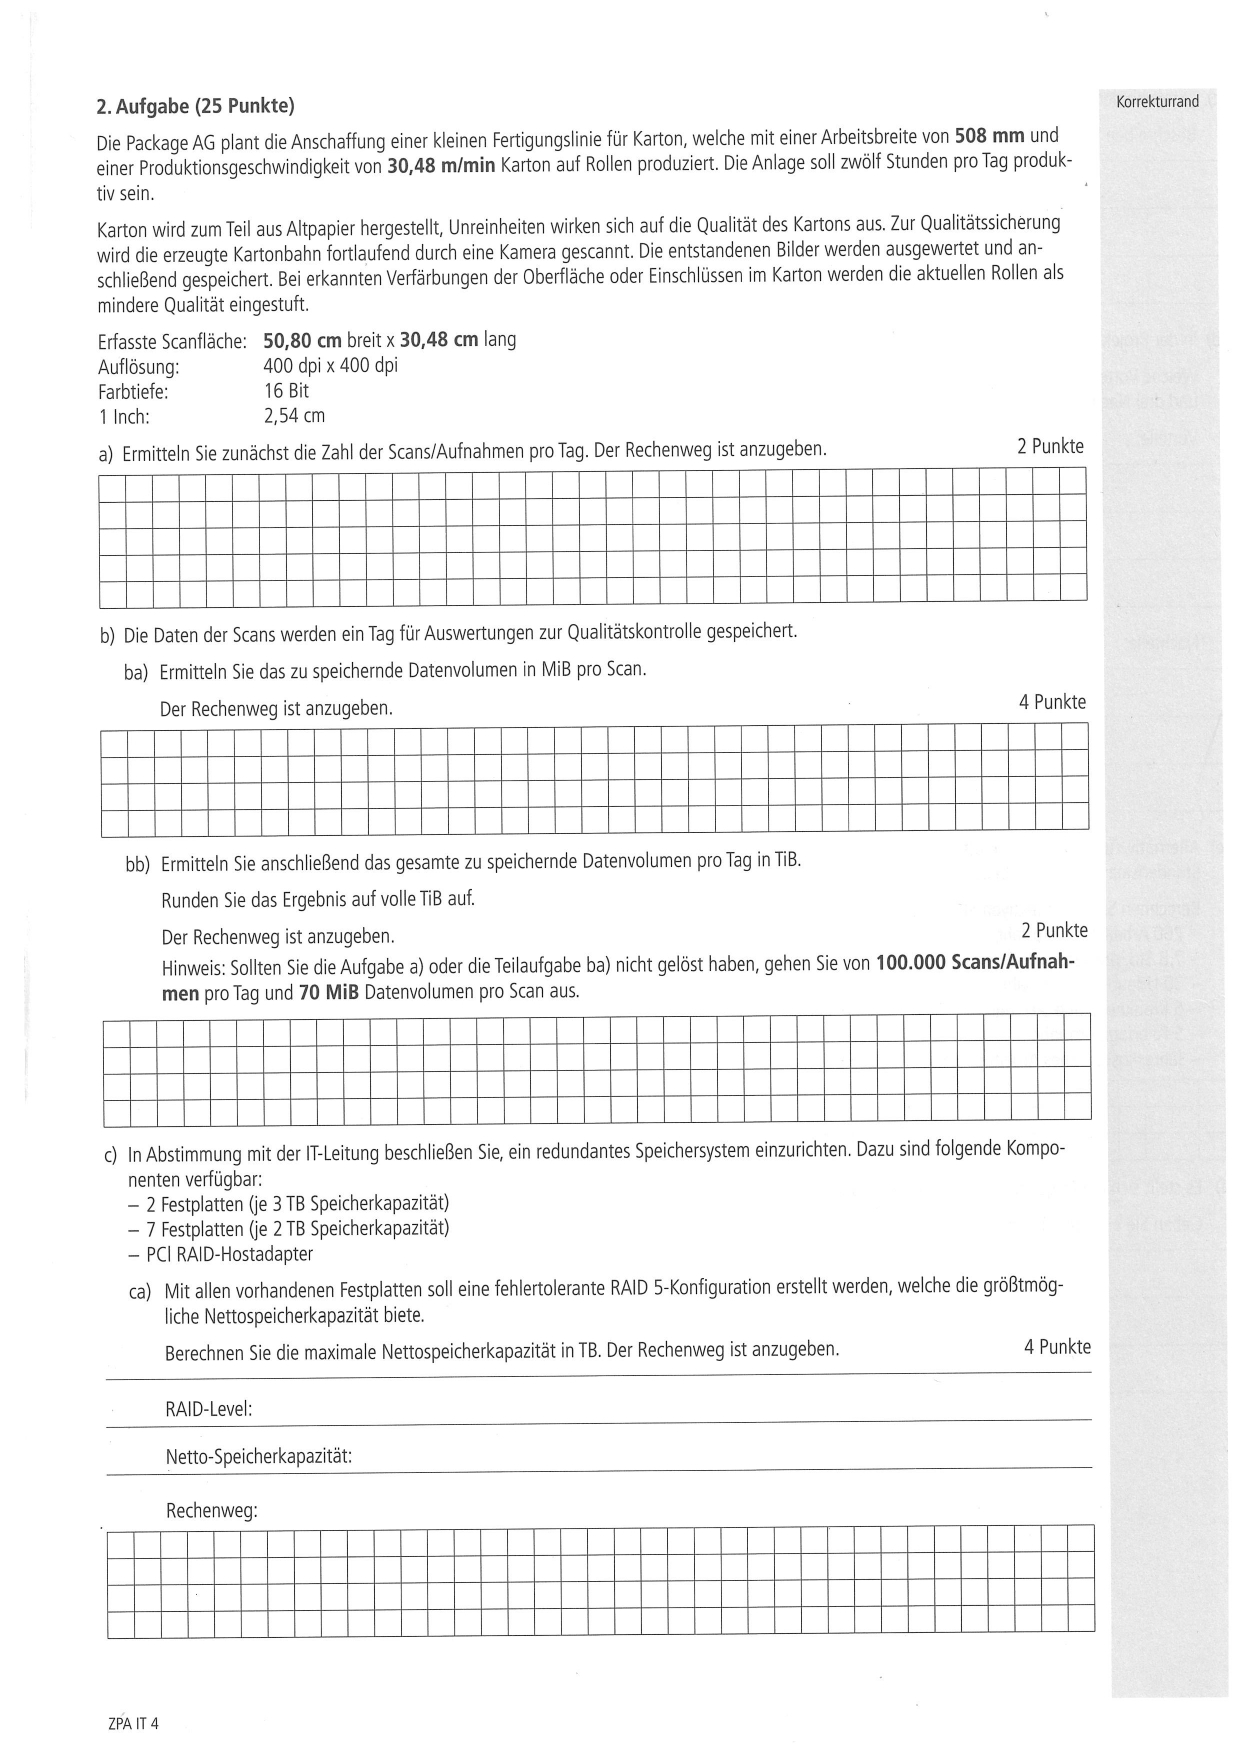 Korrekturrand
2. Aufgabe (25 Punkte)
Die Package AG plant die Anschaffung einer kleinen Fertigungslinie für Karton, welche mit einer Arbeitsbreite von 508 mm und
einer Produktionsgeschwindigkeit von 30,48 m/min Karton auf Rollen produziert. Die Anlage soll zwölf Stunden pro Tag produk-
tiv sein.
Karton wird zum Teil aus Altpapier hergestellt, Unreinheiten wirken sich auf die Qualität des Kartons aus. Zur Qualitätssicherung
wird die erzeugte Kartonbahn fortlaufend durch eine Kamera gescannt. Die entstandenen Bilder werden ausgewertet und an-
schließend gespeichert. Bei erkannten Verfärbungen der Oberfläche oder Einschlüssen im Karton werden die aktuellen Rollen als
mindere Qualität eingestuft.
Erfasste Scanfläche: 50,80 cm breit x 30,48 cm lang
Auflösung: 400 dpi x 400 dpi
Farbtiefe: 16 Bit
1 Inch: 2,54 cm
a) Ermitteln Sie zunächst die Zahl der Scans/Aufnahmen pro Tag. Der Rechenweg ist anzugeben. 2 Punkte
b) Die Daten der Scans werden ein Tag für Auswertungen zur Qualitätskontrolle gespeichert.
ba) Ermitteln Sie das zu speichernde Datenvolumen in MiB pro Scan.
Der Rechenweg ist anzugeben. 4 Punkte
bb) Ermitteln Sie anschließend das gesamte zu speichernde Datenvolumen pro Tag in TiB.
Runden Sie das Ergebnis auf volle TiB auf.
Der Rechenweg ist anzugeben. 2 Punkte
Hinweis: Sollten Sie die Aufgabe a) oder die Teilaufgabe ba) nicht gelöst haben, gehen Sie von 100.000 Scans/Aufnah-
men pro Tag und 70 MiB Datenvolumen pro Scan aus.
c) In Abstimmung mit der IT-Leitung beschließen Sie, ein redundantes Speichersystem einzurichten. Dazu sind folgende Kompo-
nenten verfügbar:
– 2 Festplatten (je 3 TB Speicherkapazität)
– 7 Festplatten (je 2 TB Speicherkapazität)
– PCI RAID-Hostadapter
ca) Mit allen vorhandenen Festplatten soll eine fehlertolerante RAID 5-Konfiguration erstellt werden, welche die größtmög-
liche Nettospeicherkapazität biete.
Berechnen Sie die maximale Nettospeicherkapazität in TB. Der Rechenweg ist anzugeben. 4 Punkte
RAID-Level:
Netto-Speicherkapazität:
Rechenweg:
ZPA IT 4